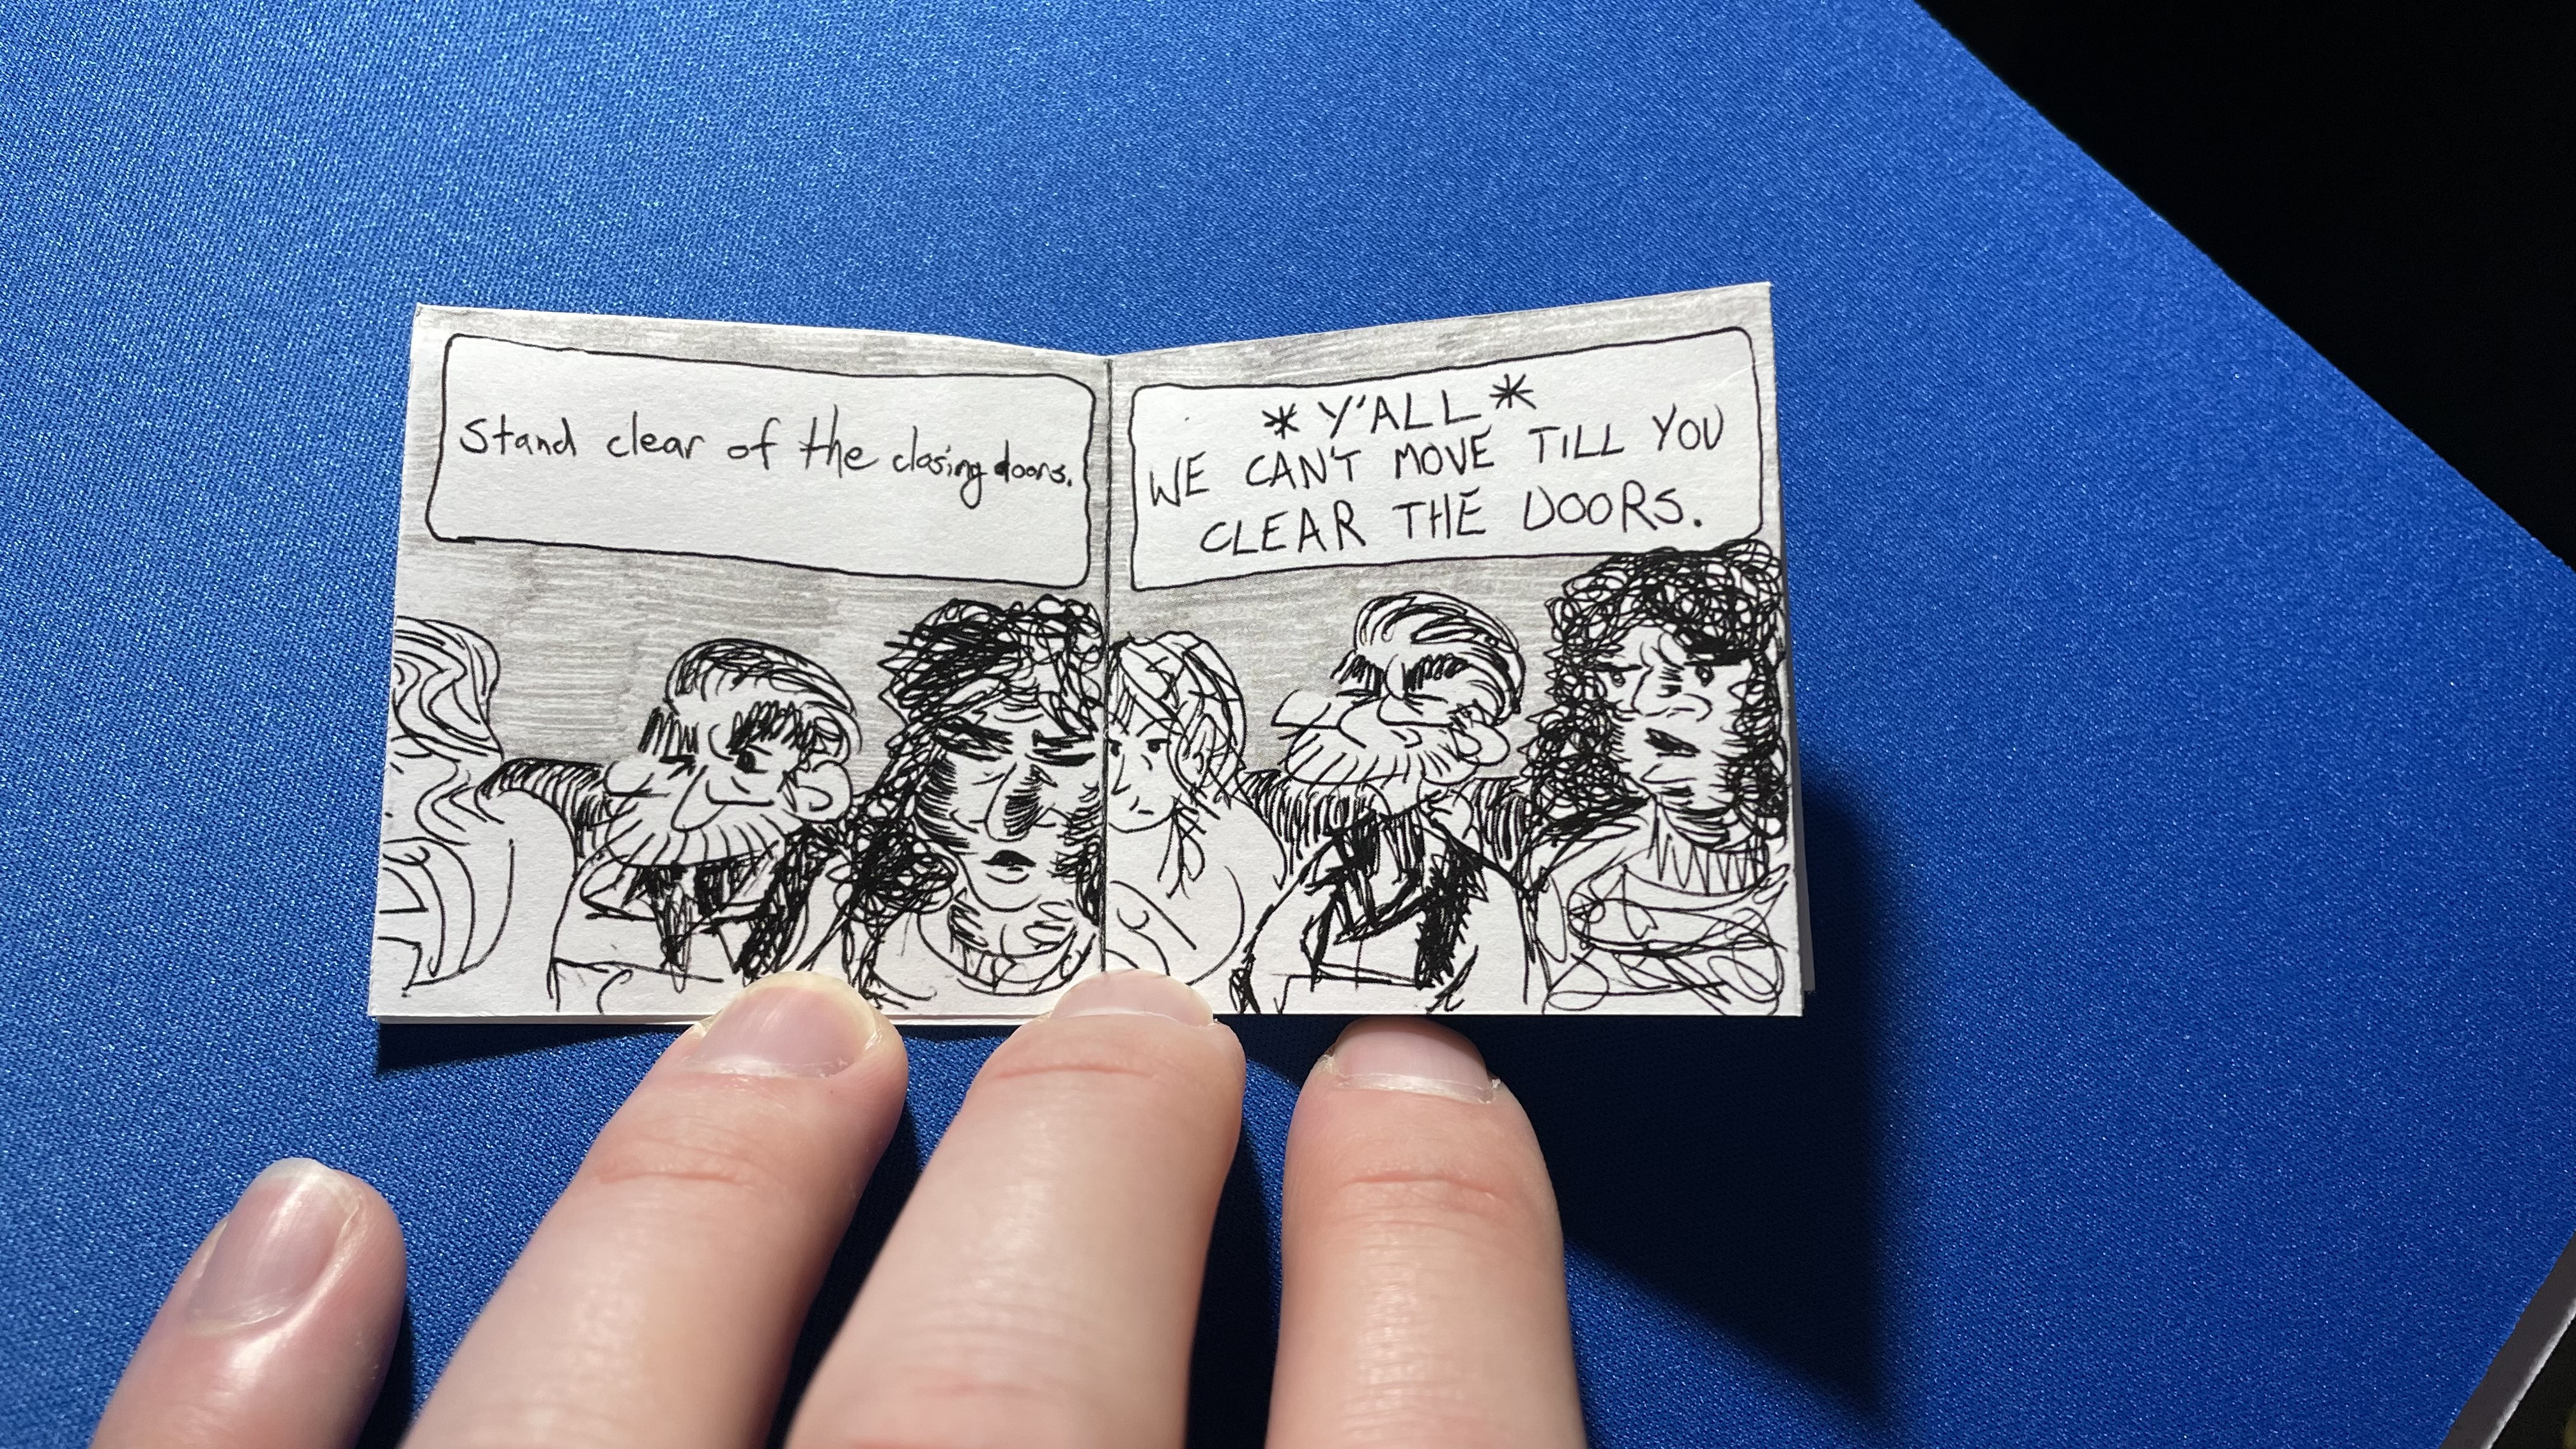 Stand clear of the closing doors.
*Y'ALL*
WE CAN'T MOVE TILL YOU
CLEAR THE DOORS.